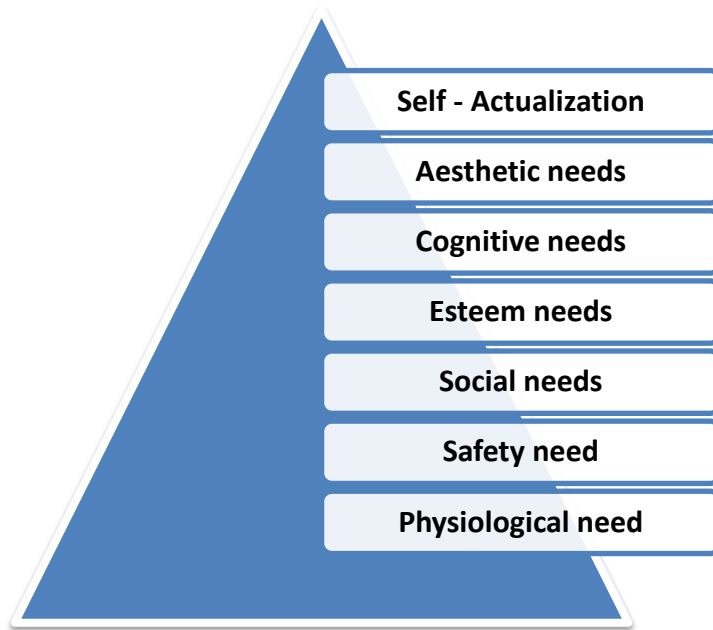 Self - Actualization
Aesthetic needs
Cognitive needs
Esteem needs
Social needs
Safety need
Physiological need